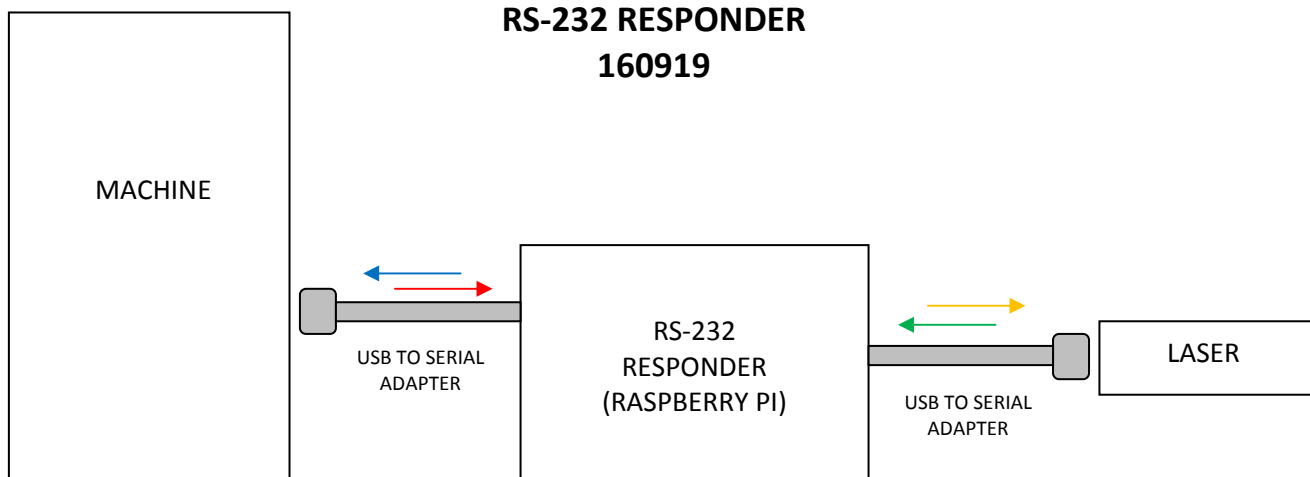 RS-232 RESPONDER
160919
MACHINE
USB TO SERIAL
ADAPTER
RS-232
RESPONDER
(RASPBERRY PI)
USB TO SERIAL
ADAPTER
LASER